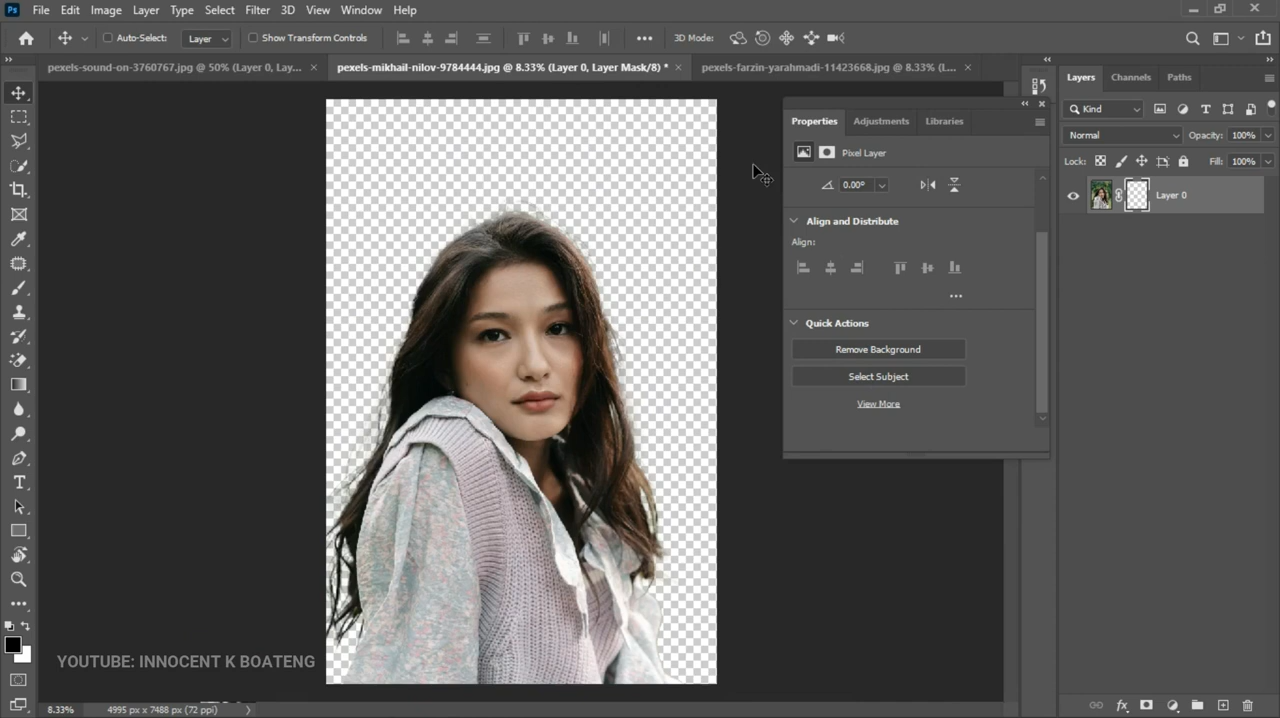 Ps File Edit Image Layer Type Select Filter 3D View Window Help
Auto-Select: Layer Show Transform Controls 3D Mode:
pexels-sound-on-3760767.jpg @ 50% (Layer 0, Lay... pexels-mikhail-nilov-9784444.jpg @ 8.33% (Layer 0, Layer Mask/8) * pexels-farzin-yarahmadi-11423668.jpg @ 8.33% (L...
Properties Adjustments Libraries
Pixel Layer
0.00°
Align and Distribute
Align:
Quick Actions
Remove Background
Select Subject
View More
Layers Channels Paths
Kind
Normal Opacity: 100%
Lock: Fill: 100%
Layer 0
YOUTUBE: INNOCENT K BOATENG
8.33% 4995 px x 7488 px (72 ppi)